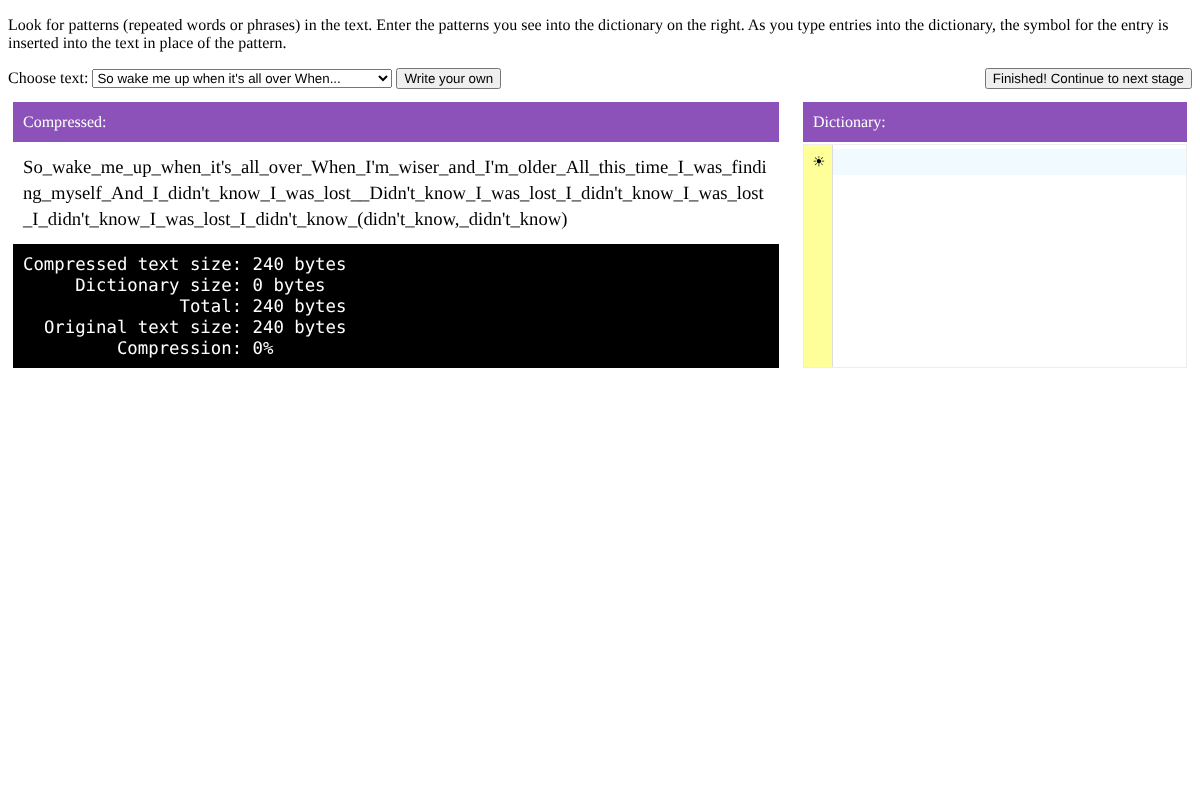 Look for patterns (repeated words or phrases) in the text. Enter the patterns you see into the dictionary on the right. As you type entries into the dictionary, the symbol for the entry is
inserted into the text in place of the pattern.
Choose text: So wake me up when it's all over When... Write your own Finished! Continue to next stage
Compressed:
So_wake_me_up_when_it's_all_over_When_I'm_wiser_and_I'm_older_All_this_time_I_was_findi
ng_myself_And_I_didn't_know_I_was_lost__Didn't_know_I_was_lost_I_didn't_know_I_was_lost
_I_didn't_know_I_was_lost_I_didn't_know_(didn't_know,_didn't_know)
Compressed text size: 240 bytes
Dictionary size: 0 bytes
Total: 240 bytes
Original text size: 240 bytes
Compression: 0%
Dictionary:
☀